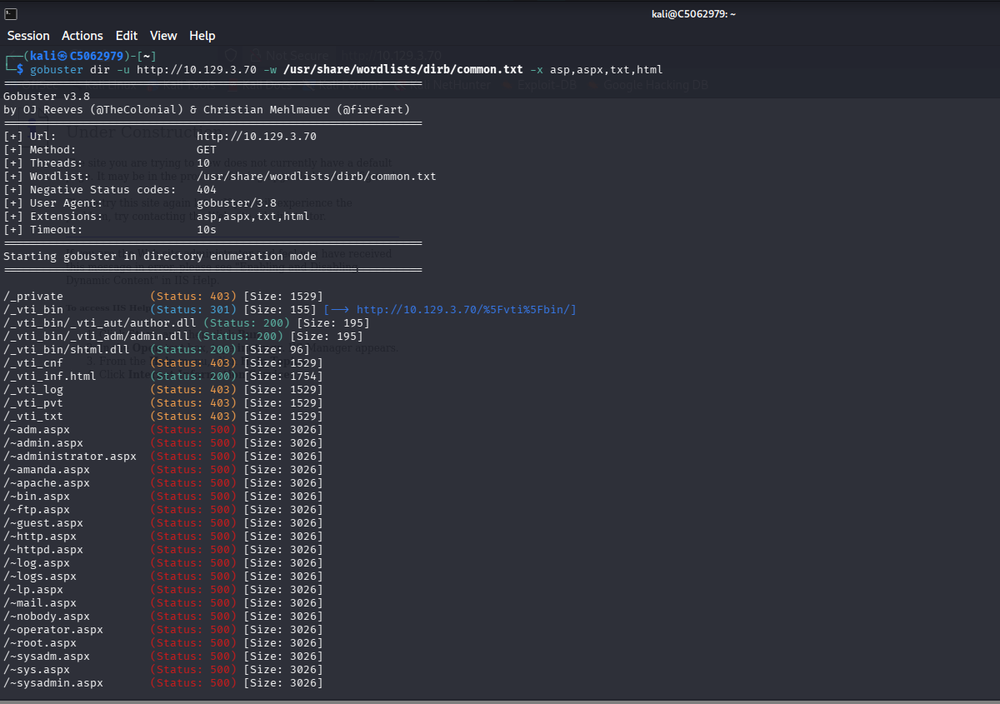 kali@C5062979: ~
Session Actions Edit View Help
┌──(kali㉿C5062979)-[~]
└─$ gobuster dir -u http://10.129.3.70 -w /usr/share/wordlists/dirb/common.txt -x asp,aspx,txt,html
===============================================================
Gobuster v3.8
by OJ Reeves (@TheColonial) & Christian Mehlmauer (@firefart)
===============================================================
[+] Url: http://10.129.3.70
[+] Method: GET
[+] Threads: 10
[+] Wordlist: /usr/share/wordlists/dirb/common.txt
[+] Negative Status codes: 404
[+] User Agent: gobuster/3.8
[+] Extensions: asp,aspx,txt,html
[+] Timeout: 10s
===============================================================
Starting gobuster in directory enumeration mode
===============================================================
/_private (Status: 403) [Size: 1529]
/_vti_bin (Status: 301) [Size: 155] [--> http://10.129.3.70/%5Fvti%5Fbin/]
/_vti_bin/_vti_aut/author.dll (Status: 200) [Size: 195]
/_vti_bin/_vti_adm/admin.dll (Status: 200) [Size: 195]
/_vti_bin/shtml.dll (Status: 200) [Size: 96]
/_vti_cnf (Status: 403) [Size: 1529]
/_vti_inf.html (Status: 200) [Size: 1754]
/_vti_log (Status: 403) [Size: 1529]
/_vti_pvt (Status: 403) [Size: 1529]
/_vti_txt (Status: 403) [Size: 1529]
/~adm.aspx (Status: 500) [Size: 3026]
/~admin.aspx (Status: 500) [Size: 3026]
/~administrator.aspx (Status: 500) [Size: 3026]
/~amanda.aspx (Status: 500) [Size: 3026]
/~apache.aspx (Status: 500) [Size: 3026]
/~bin.aspx (Status: 500) [Size: 3026]
/~ftp.aspx (Status: 500) [Size: 3026]
/~guest.aspx (Status: 500) [Size: 3026]
/~http.aspx (Status: 500) [Size: 3026]
/~httpd.aspx (Status: 500) [Size: 3026]
/~log.aspx (Status: 500) [Size: 3026]
/~logs.aspx (Status: 500) [Size: 3026]
/~lp.aspx (Status: 500) [Size: 3026]
/~mail.aspx (Status: 500) [Size: 3026]
/~nobody.aspx (Status: 500) [Size: 3026]
/~operator.aspx (Status: 500) [Size: 3026]
/~root.aspx (Status: 500) [Size: 3026]
/~sysadm.aspx (Status: 500) [Size: 3026]
/~sys.aspx (Status: 500) [Size: 3026]
/~sysadmin.aspx (Status: 500) [Size: 3026]